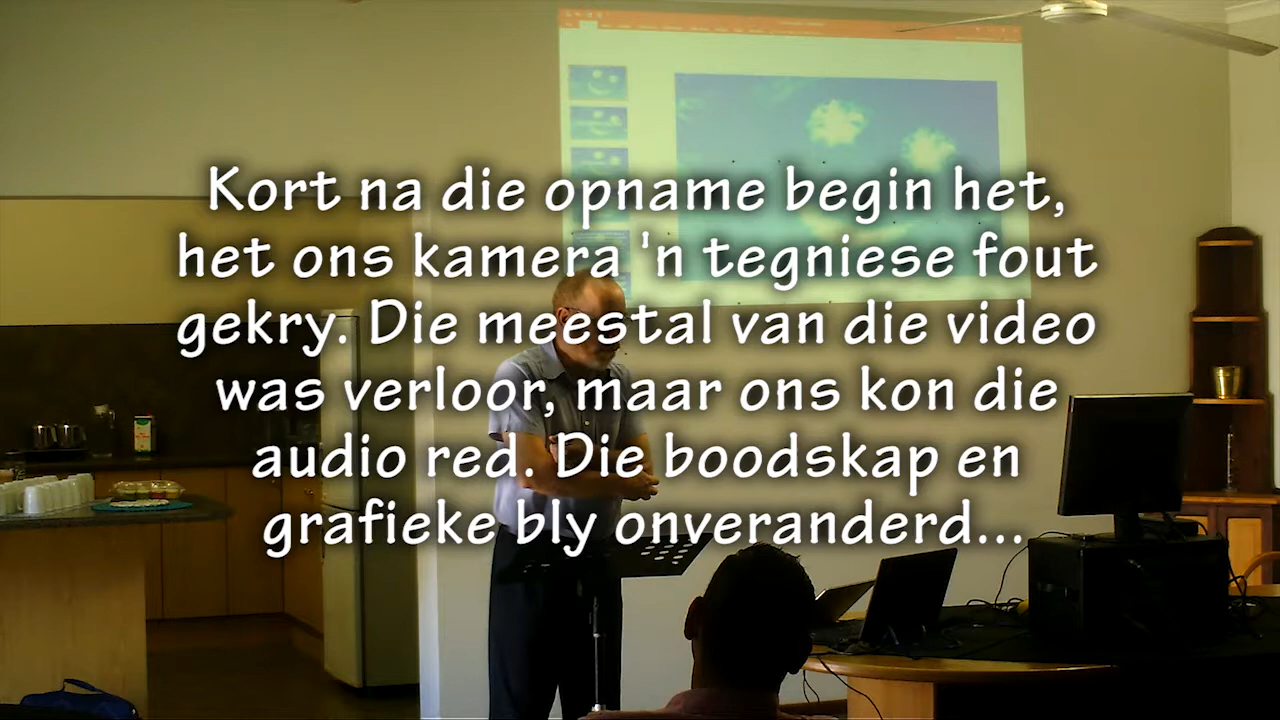 Kort na die opname begin het,
het ons kamera 'n tegniese fout
gekry. Die meestal van die video
was verloor, maar ons kon die
audio red. Die boodskap en
grafieke bly onveranderd...